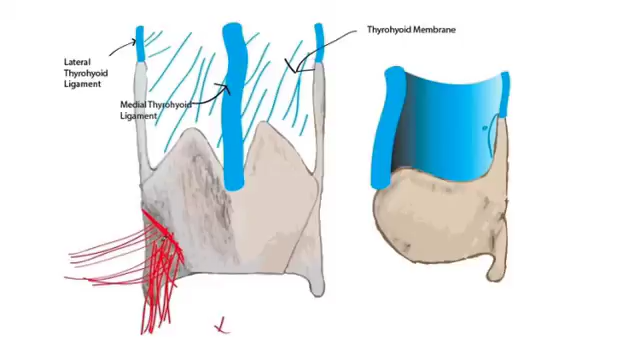 Thyrohyoid Membrane
Lateral
Thyrohyoid
Ligament
Medial Thyrohyoid
Ligament